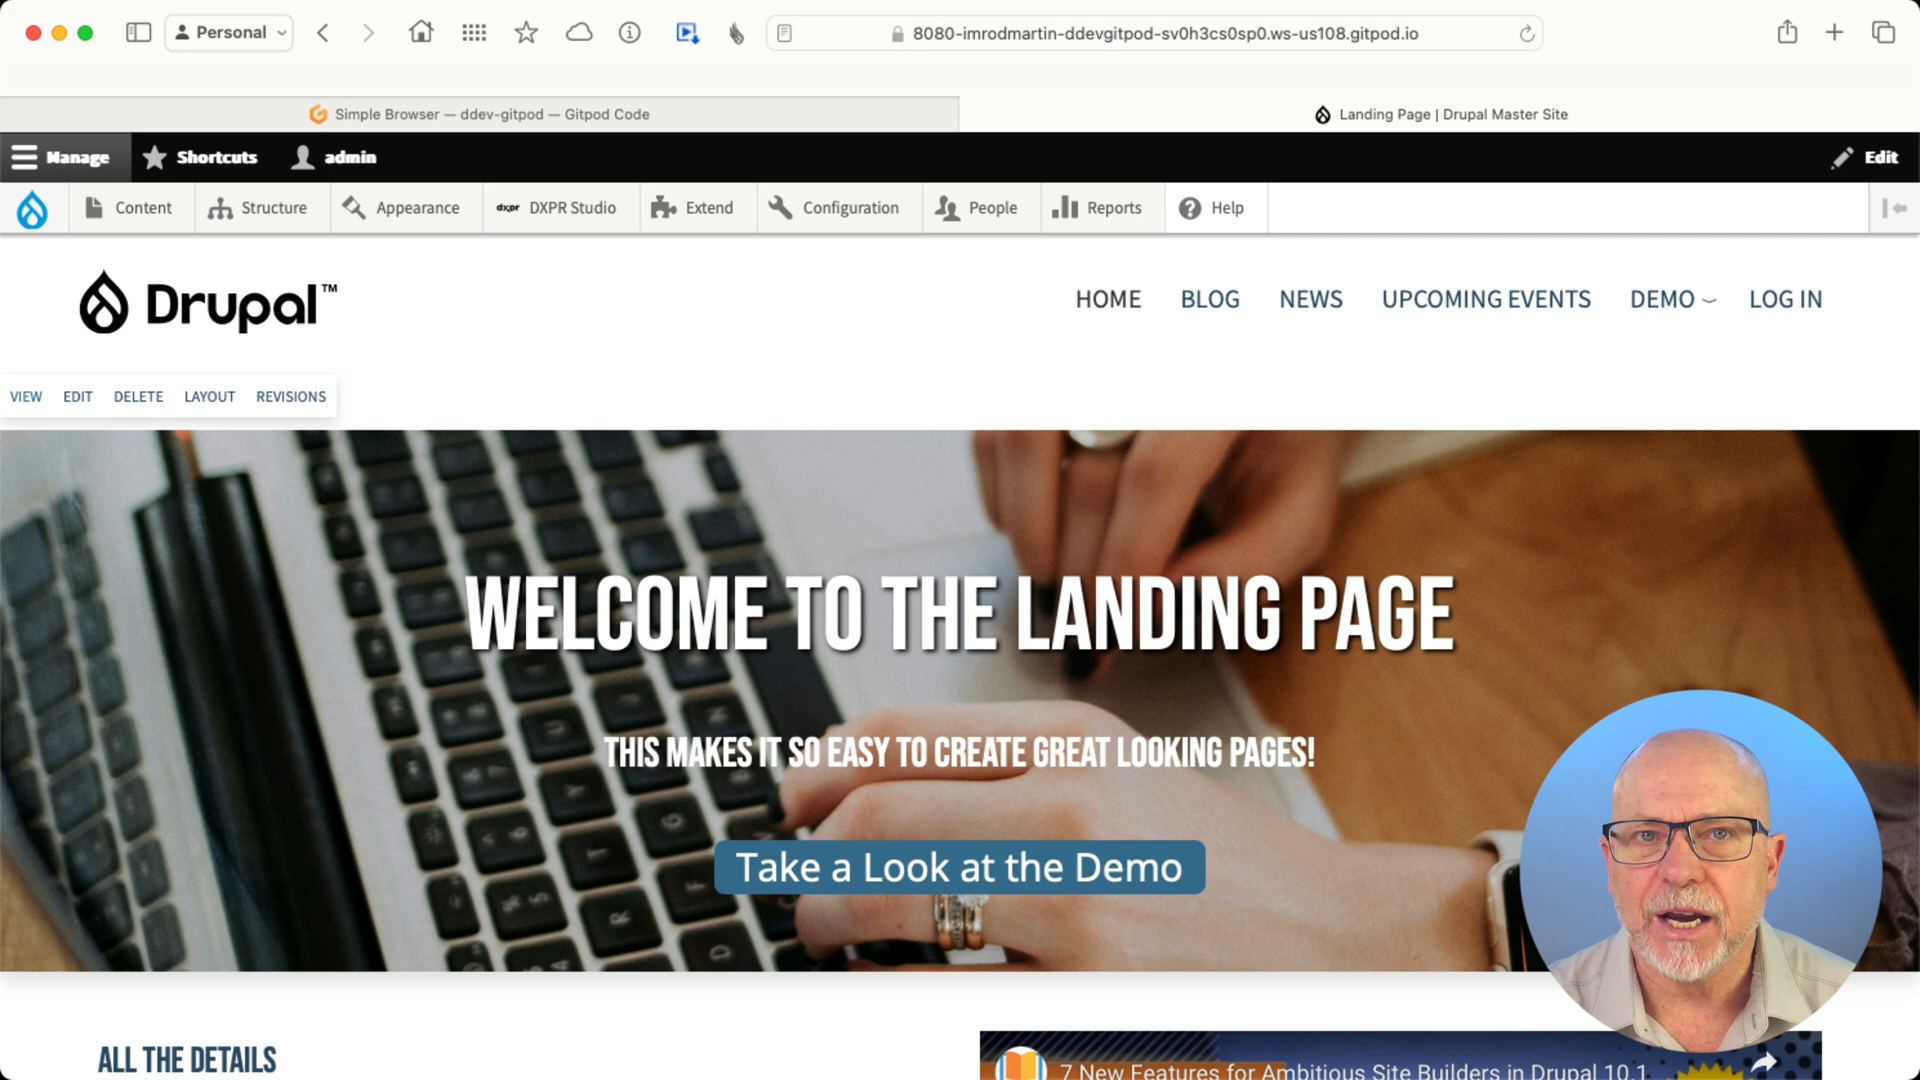 Personal
8080-imrodmartin-ddevgitpod-sv0h3cs0sp0.ws-us108.gitpod.io
Simple Browser — ddev-gitpod — Gitpod Code
Landing Page | Drupal Master Site
Manage
Shortcuts
admin
Edit
Content
Structure
Appearance
dxpr DXPR Studio
Extend
Configuration
People
Reports
Help
Drupal™
HOME
BLOG
NEWS
UPCOMING EVENTS
DEMO
LOG IN
VIEW
EDIT
DELETE
LAYOUT
REVISIONS
WELCOME TO THE LANDING PAGE
THIS MAKES IT SO EASY TO CREATE GREAT LOOKING PAGES!
Take a Look at the Demo
ALL THE DETAILS
7 New Features for Ambitious Site Builders in Drupal 10.1